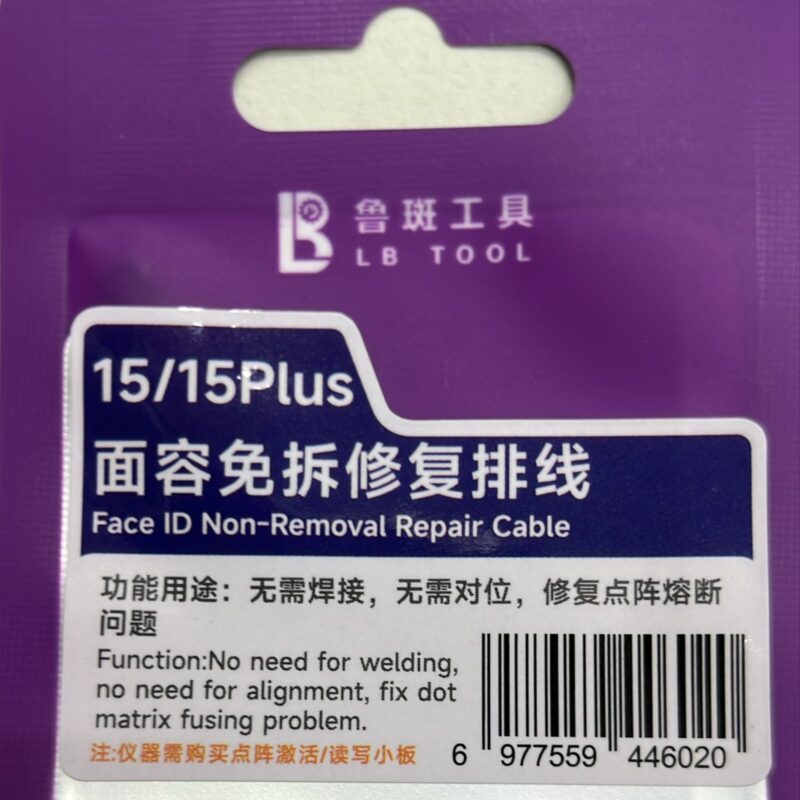 鲁班工具
LB TOOL
15/15Plus
面容免拆修复排线
Face ID Non-Removal Repair Cable
功能用途：无需焊接，无需对位，修复点阵熔断
问题
Function:No need for welding,
no need for alignment, fix dot
matrix fusing problem.
注:仪器需购买点阵激活/读写小板
6 977559 446020